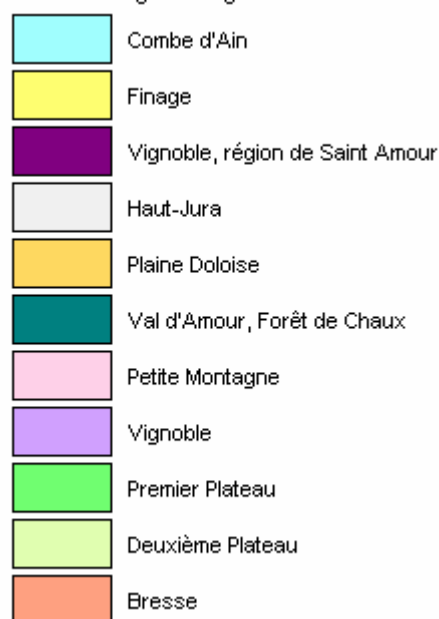 Combe d'Ain
Finage
Vignoble, région de Saint Amour
Haut-Jura
Plaine Doloise
Val d'Amour, Forêt de Chaux
Petite Montagne
Vignoble
Premier Plateau
Deuxième Plateau
Bresse